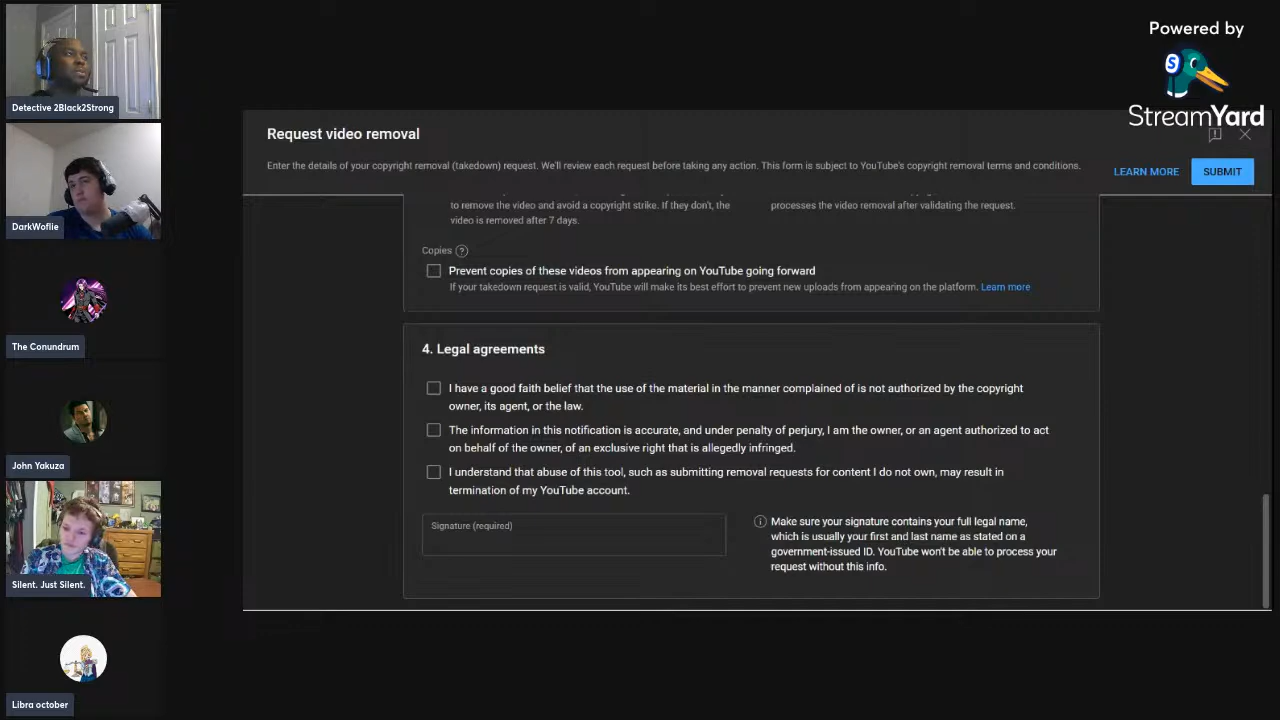 Powered by
S
StreamYard
Detective 2Black2Strong
DarkWofIie
The Conundrum
John Yakuza
Silent. Just Silent.
Libra october
Request video removal
Enter the details of your copyright removal (takedown) request. We'll review each request before taking any action. This form is subject to YouTube's copyright removal terms and conditions.
LEARN MORE
SUBMIT
to remove the video and avoid a copyright strike. If they don't, the
video is removed after 7 days.
processes the video removal after validating the request.
Copies ?
Prevent copies of these videos from appearing on YouTube going forward
If your takedown request is valid, YouTube will make its best effort to prevent new uploads from appearing on the platform. Learn more
4. Legal agreements
I have a good faith belief that the use of the material in the manner complained of is not authorized by the copyright
owner, its agent, or the law.
The information in this notification is accurate, and under penalty of perjury, I am the owner, or an agent authorized to act
on behalf of the owner, of an exclusive right that is allegedly infringed.
I understand that abuse of this tool, such as submitting removal requests for content I do not own, may result in
termination of my YouTube account.
Signature (required)
Make sure your signature contains your full legal name,
which is usually your first and last name as stated on a
government-issued ID. YouTube won't be able to process your
request without this info.